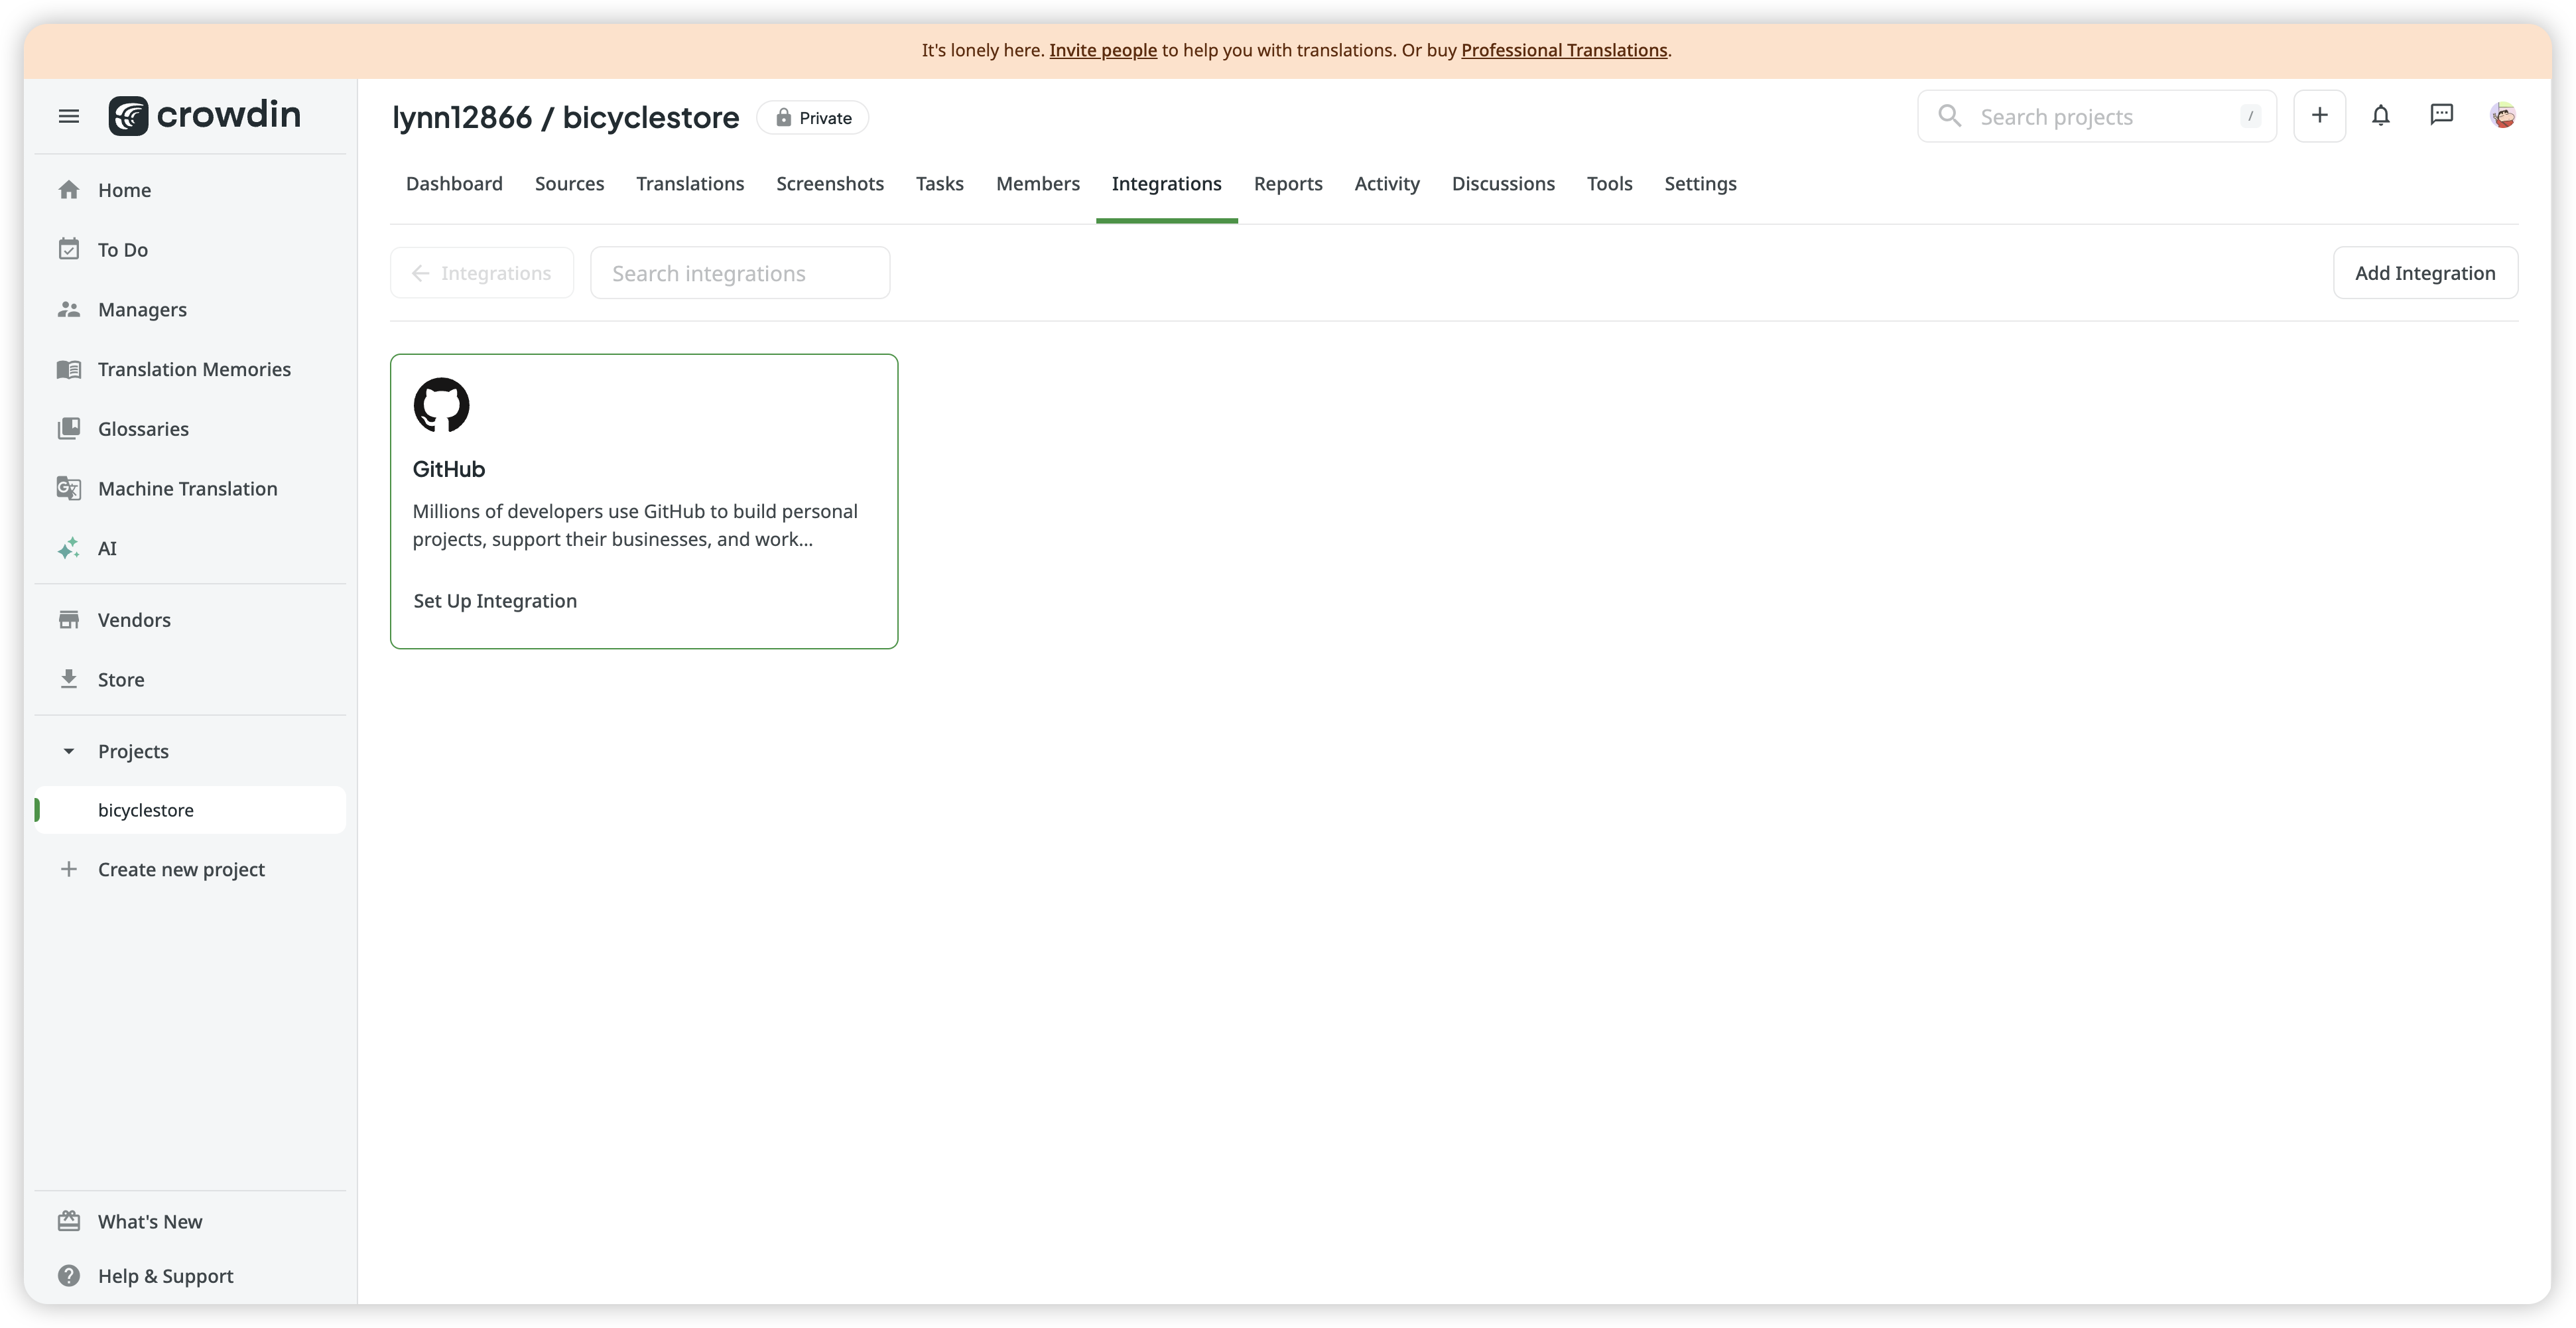 It's lonely here. Invite people to help you with translations. Or buy Professional Translations.
crowdin
lynn12866 / bicyclestore
Private
Search projects
/
Home
To Do
Managers
Translation Memories
Glossaries
Machine Translation
AI
Vendors
Store
Projects
bicyclestore
Create new project
What's New
Help & Support
Dashboard
Sources
Translations
Screenshots
Tasks
Members
Integrations
Reports
Activity
Discussions
Tools
Settings
Integrations
Search integrations
Add Integration
GitHub
Millions of developers use GitHub to build personal
projects, support their businesses, and work...
Set Up Integration